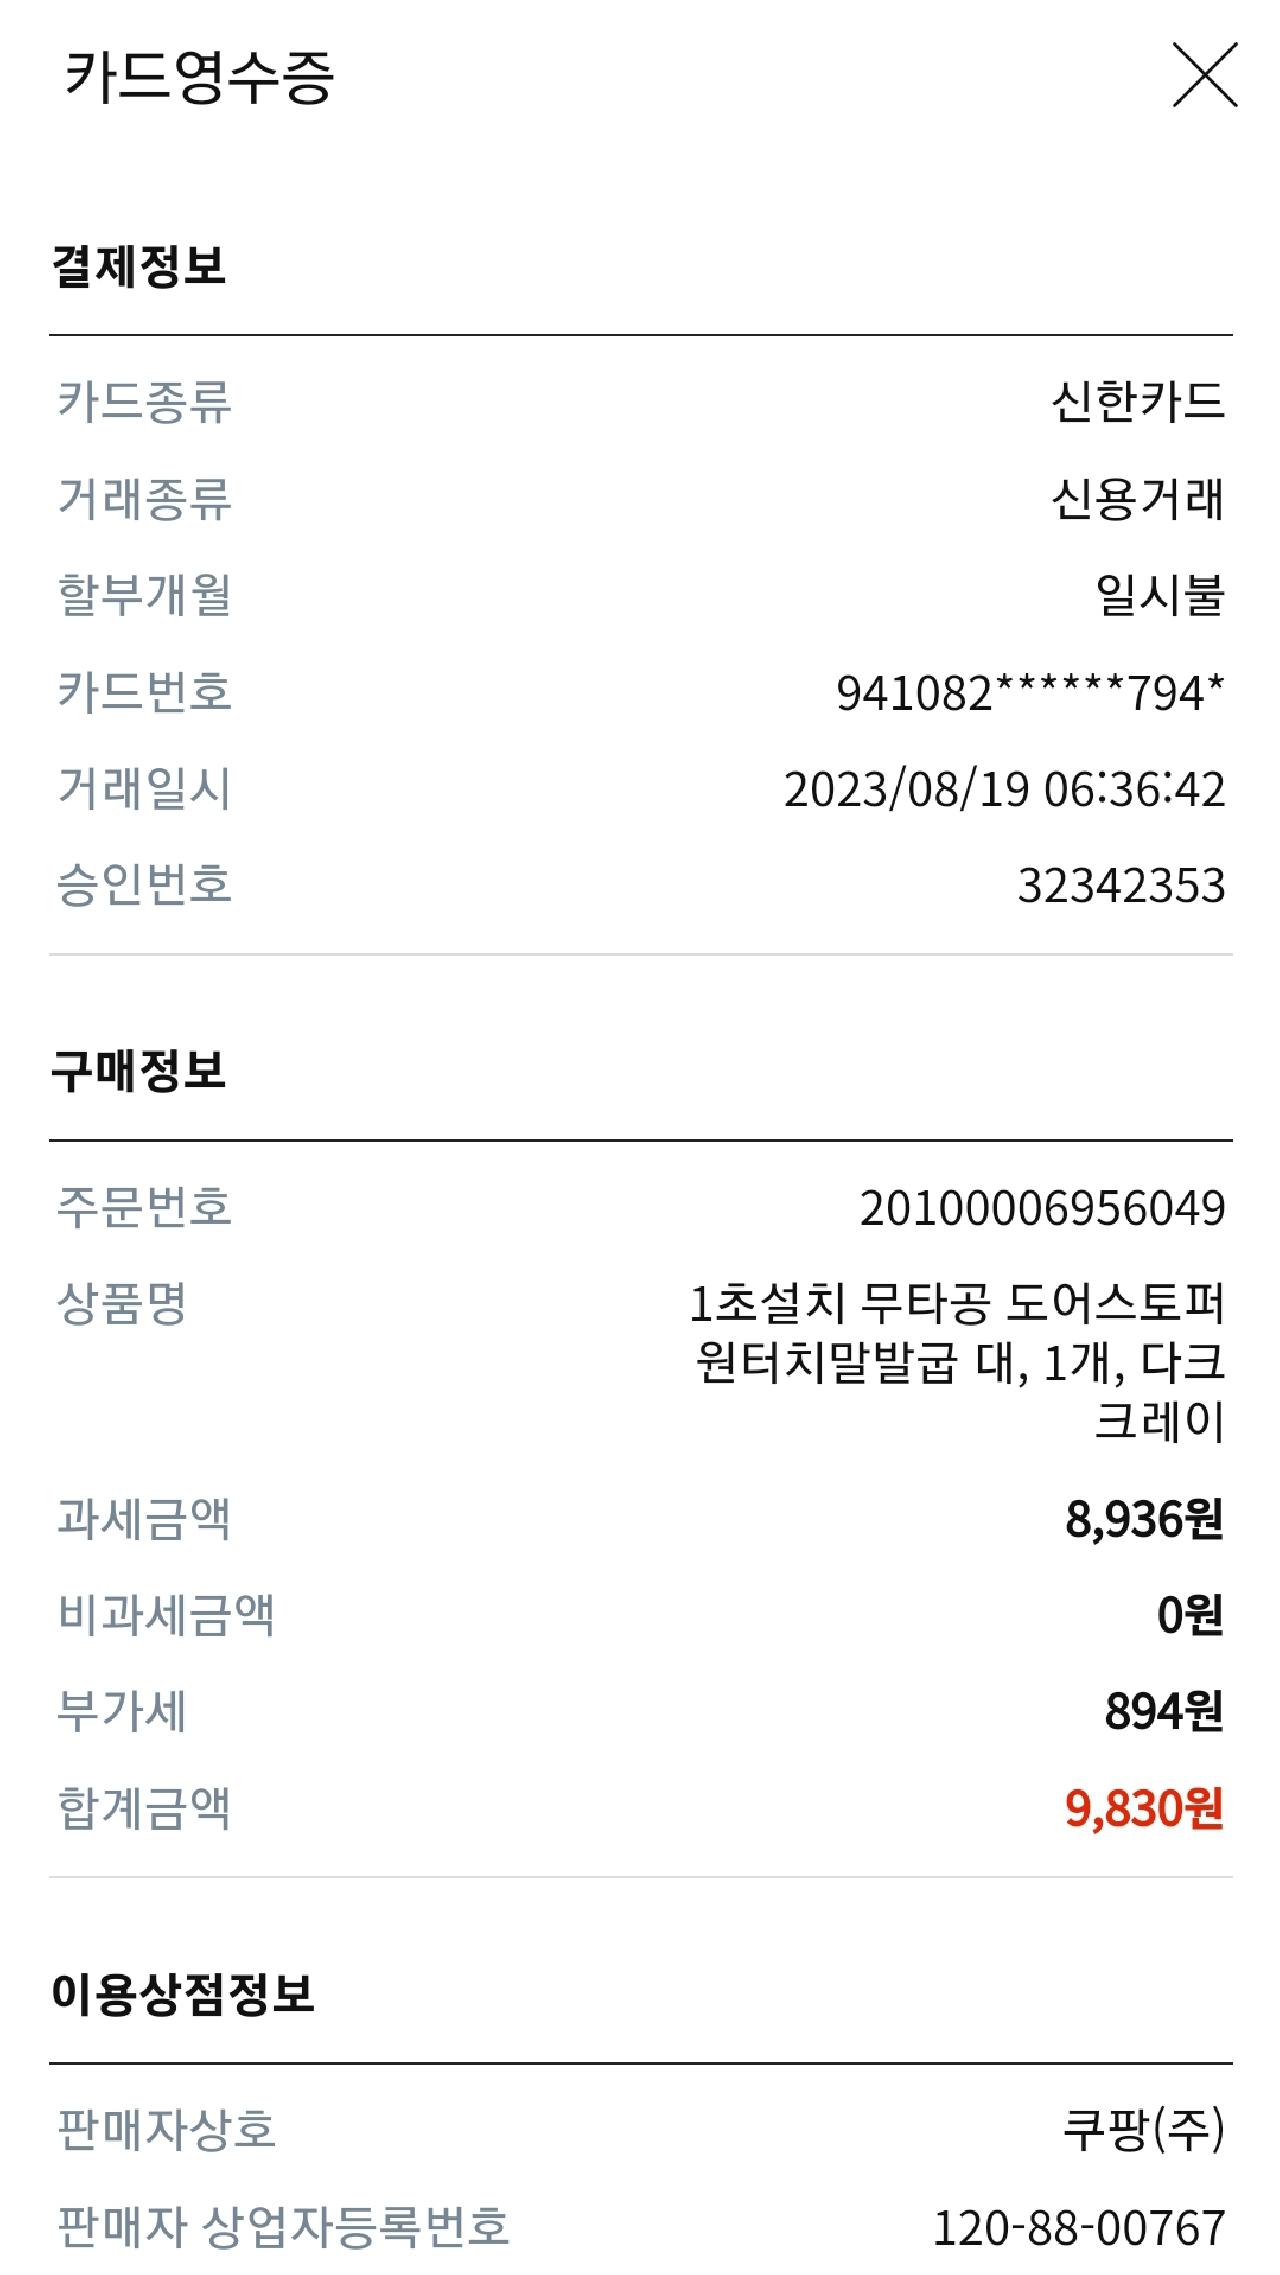 카드영수증
결제정보
카드종류 신한카드
거래종류 신용거래
할부개월 일시불
카드번호 941082******794*
거래일시 2023/08/19 06:36:42
승인번호 32342353
구매정보
주문번호 20100006956049
상품명 1초설치 무타공 도어스토퍼
원터치말발굽 대, 1개, 다크
크레이
과세금액 8,936원
비과세금액 0원
부가세 894원
합계금액 9,830원
이용상점정보
판매자상호 쿠팡(주)
판매자 상업자등록번호 120-88-00767